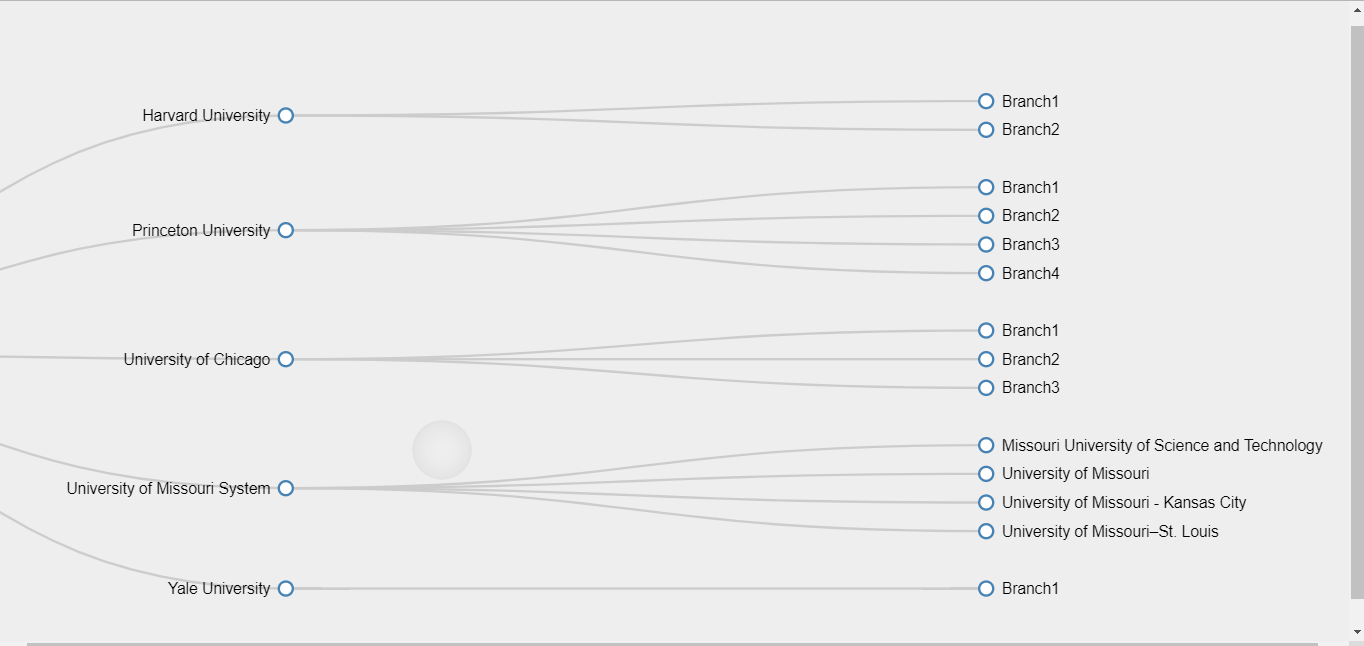 Harvard University
Branch1
Branch2
Princeton University
Branch1
Branch2
Branch3
Branch4
University of Chicago
Branch1
Branch2
Branch3
University of Missouri System
Missouri University of Science and Technology
University of Missouri
University of Missouri - Kansas City
University of Missouri–St. Louis
Yale University
Branch1